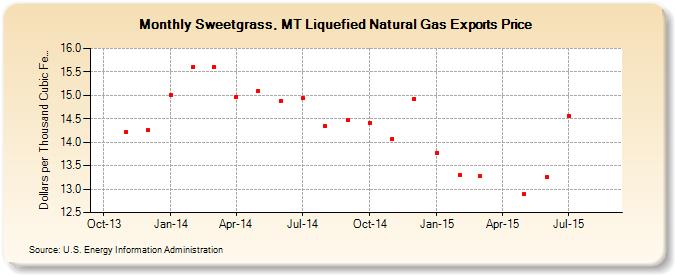 Monthly Sweetgrass, MT Liquefied Natural Gas Exports Price
Dollars per Thousand Cubic Fe...
16.0
15.5
15.0
14.5
14.0
13.5
13.0
12.5
Oct-13 Jan-14 Apr-14 Jul-14 Oct-14 Jan-15 Apr-15 Jul-15
Source: U.S. Energy Information Administration